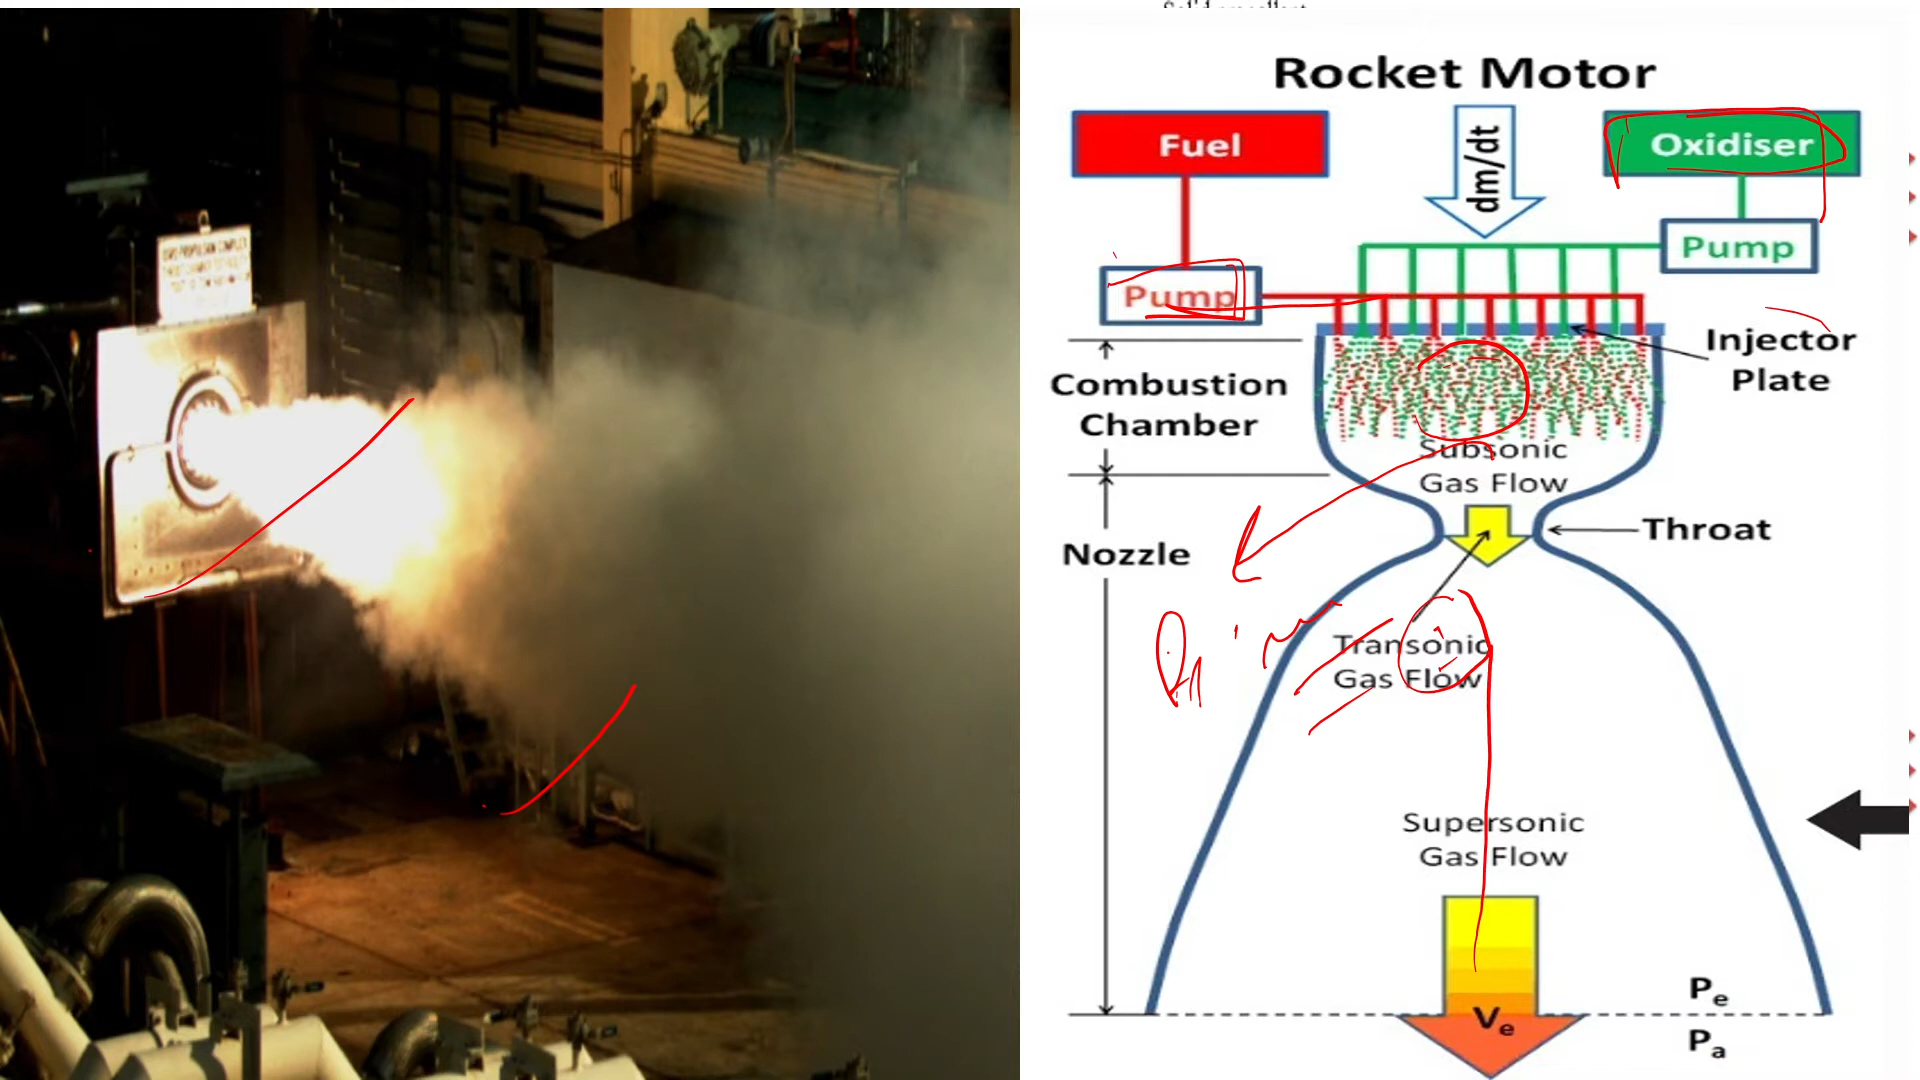 Rocket Motor
Fuel
dm/dt
Oxidiser
Pump
Pump
Injector
Plate
Combustion
Chamber
Subsonic
Gas Flow
Throat
Nozzle
Transonic
Gas Flow
Supersonic
Gas Flow
Pe
Ve
Pa